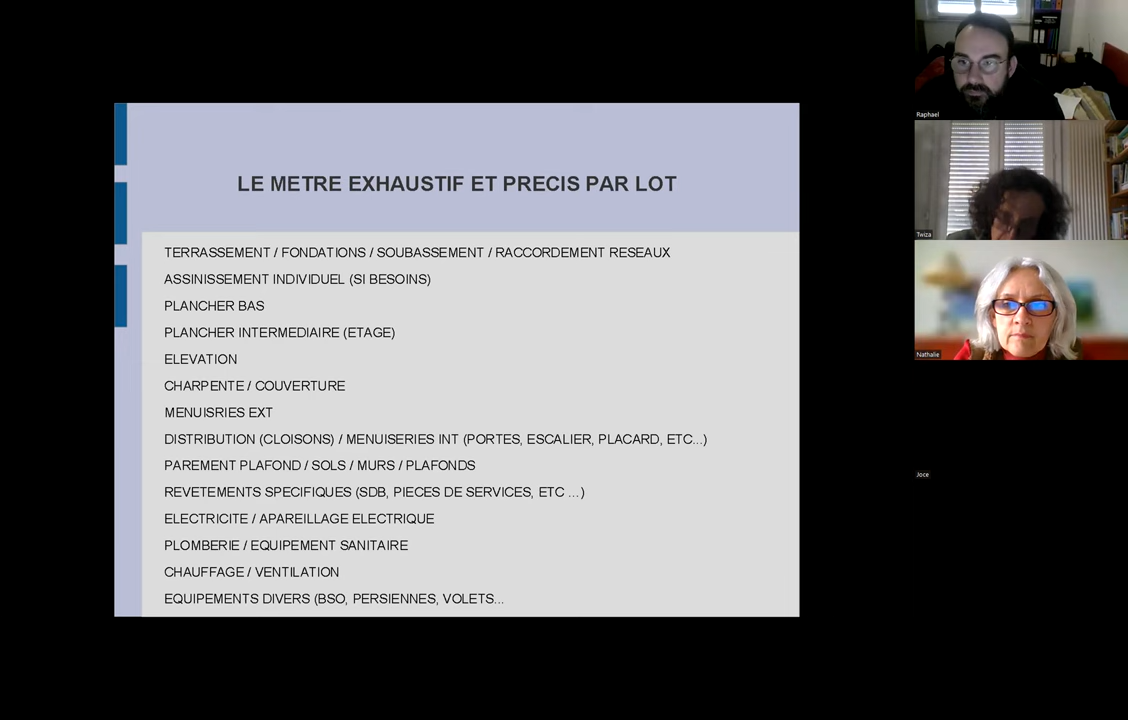 LE METRE EXHAUSTIF ET PRECIS PAR LOT
TERRASSEMENT / FONDATIONS / SOUBASSEMENT / RACCORDEMENT RESEAUX
ASSINISSEMENT INDIVIDUEL (SI BESOINS)
PLANCHER BAS
PLANCHER INTERMEDIAIRE (ETAGE)
ELEVATION
CHARPENTE / COUVERTURE
MENUISRIES EXT
DISTRIBUTION (CLOISONS) / MENUISERIES INT (PORTES, ESCALIER, PLACARD, ETC...)
PAREMENT PLAFOND / SOLS / MURS / PLAFONDS
REVETEMENTS SPECIFIQUES (SDB, PIECES DE SERVICES, ETC ...)
ELECTRICITE / APAREILLAGE ELECTRIQUE
PLOMBERIE / EQUIPEMENT SANITAIRE
CHAUFFAGE / VENTILATION
EQUIPEMENTS DIVERS (BSO, PERSIENNES, VOLETS...
Raphael
Twiza
Nathalie
Joce